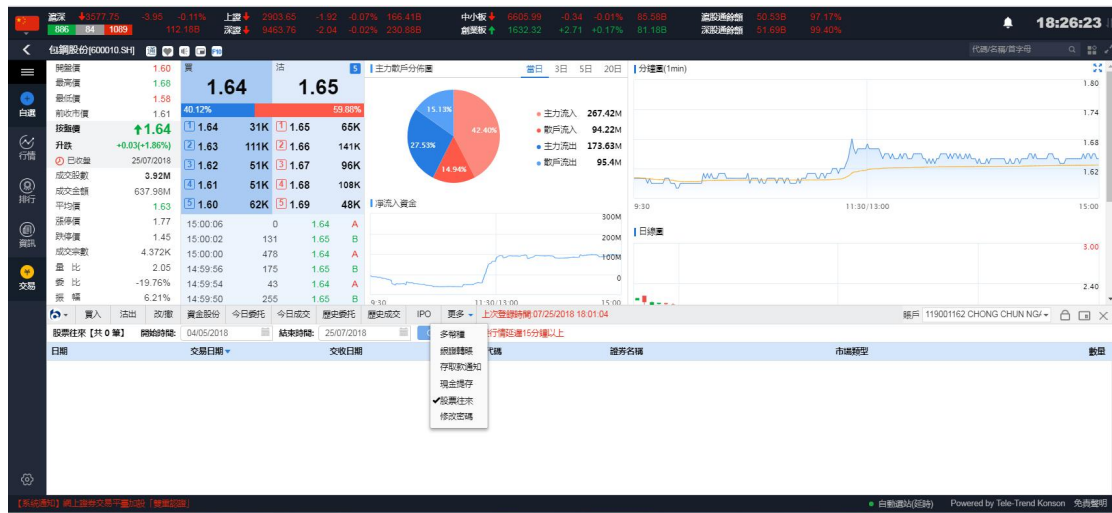 滬深 3577.75 -3.95 -0.11% 上證 2903.65 -1.92 -0.07% 166.41B 中小板 6605.99 -0.34 -0.01% 85.58B 滬股通餘額 50.53B 97.17%
886 84 1089 112.18B 深證 9463.76 -2.04 -0.02% 230.88B 創業板 1632.32 +2.71 +0.17% 81.18B 深股通餘額 51.69B 99.40%
18:26:23
包鋼股份[600010.SH] F10 代碼/名稱/首字母
自選
行情
排行
資訊
交易
開盤價 1.60
最高價 1.68
最低價 1.58
前收市價 1.61
按盤價 1.64
升跌 +0.03(+1.86%)
已收盤 25/07/2018
成交股數 3.92M
成交金額 637.98M
平均價 1.63
漲停價 1.77
跌停價 1.45
成交宗數 4.372K
量 比 2.05
委 比 -19.76%
振 幅 6.21%
買 沽 5
1.64 1.65
40.12% 59.88%
1 1.64 31K 1 1.65 65K
2 1.63 111K 2 1.66 141K
3 1.62 51K 3 1.67 96K
4 1.61 51K 4 1.68 108K
5 1.60 62K 5 1.69 48K
15:00:06 0 1.64 A
15:00:02 131 1.65 B
15:00:00 478 1.64 A
14:59:56 175 1.65 B
14:59:54 43 1.64 A
14:59:50 255 1.65 B
主力散戶分佈圖 當日 3日 5日 20日
15.13%
42.40%
27.53%
14.94%
主力流入 267.42M
散戶流入 94.22M
主力流出 173.63M
散戶流出 95.4M
淨流入資金
300M
200M
100M
0
9:30 11:30/13:00 15:00
分鐘圖(1min)
1.80
1.74
1.68
1.62
9:30 11:30/13:00 15:00
日線圖
3.00
2.40
買入 沽出 改/撤 資金股份 今日委托 今日成交 歷史委托 歷史成交 IPO 更多 上次登錄時間:07/25/2018 18:01:04 賬戶 119001162 CHONG CHUN NG/
股票往來【共 0 筆】 開始時間: 04/05/2018 結束時間: 25/07/2018 行情延遲15分鐘以上
多幣種
銀證轉賬
存取款通知
現金提存
股票往來
修改密碼
日期 交易日期 交收日期 代碼 證券名稱 市場類型 數量
自動選站(延時) Powered by Tele-Trend Konson 免責聲明